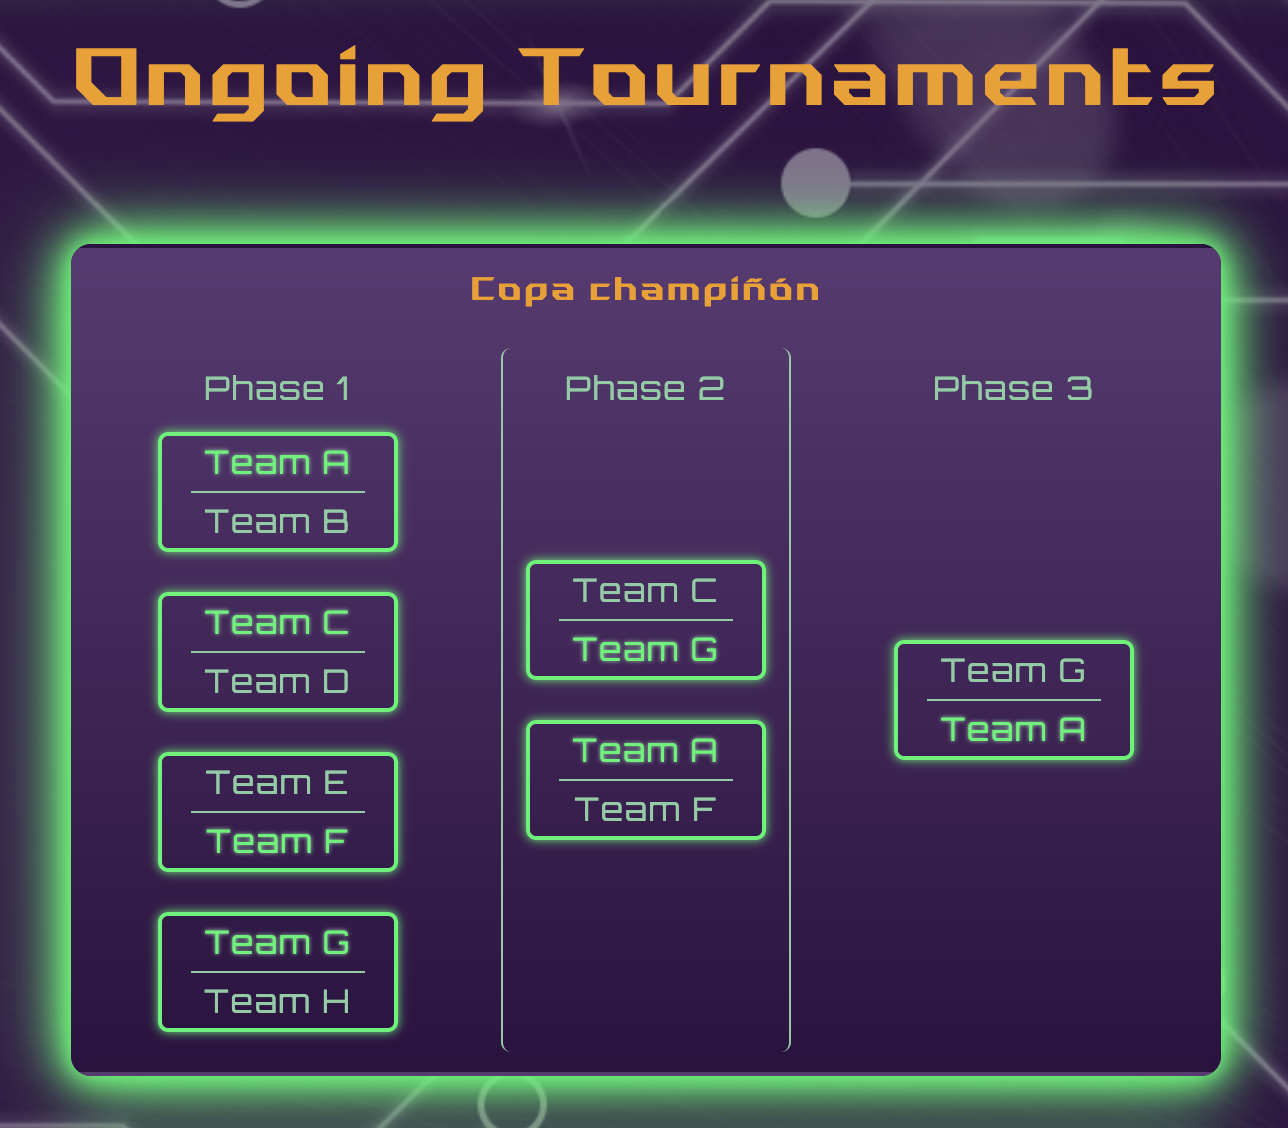 Ongoing Tournaments
Copa champiñón
Phase 1
Team A
Team B
Team C
Team D
Team E
Team F
Team G
Team H
Phase 2
Team C
Team G
Team A
Team F
Phase 3
Team G
Team A